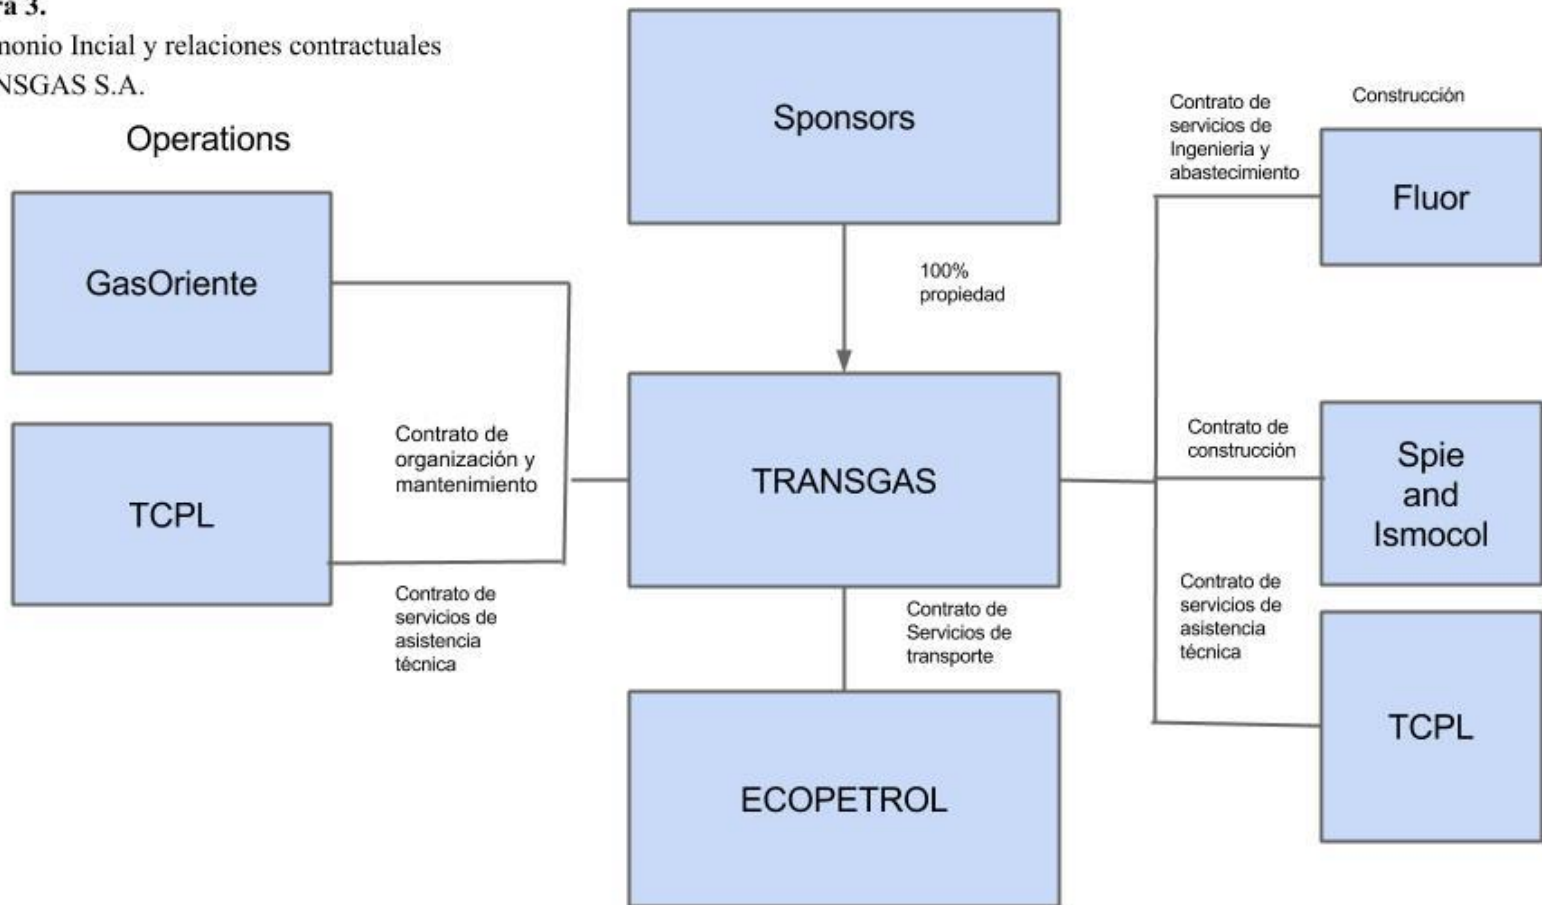 ra 3.
monio Incial y relaciones contractuales
NSGAS S.A.
Operations
GasOriente
TCPL
Contrato de
organización y
mantenimiento
Contrato de
servicios de
asistencia
técnica
Sponsors
100%
propiedad
TRANSGAS
Contrato de
Servicios de
transporte
ECOPETROL
Construcción
Contrato de
servicios de
Ingenieria y
abastecimiento
Fluor
Contrato de
construcción
Spie
and
Ismocol
Contrato de
servicios de
asistencia
técnica
TCPL